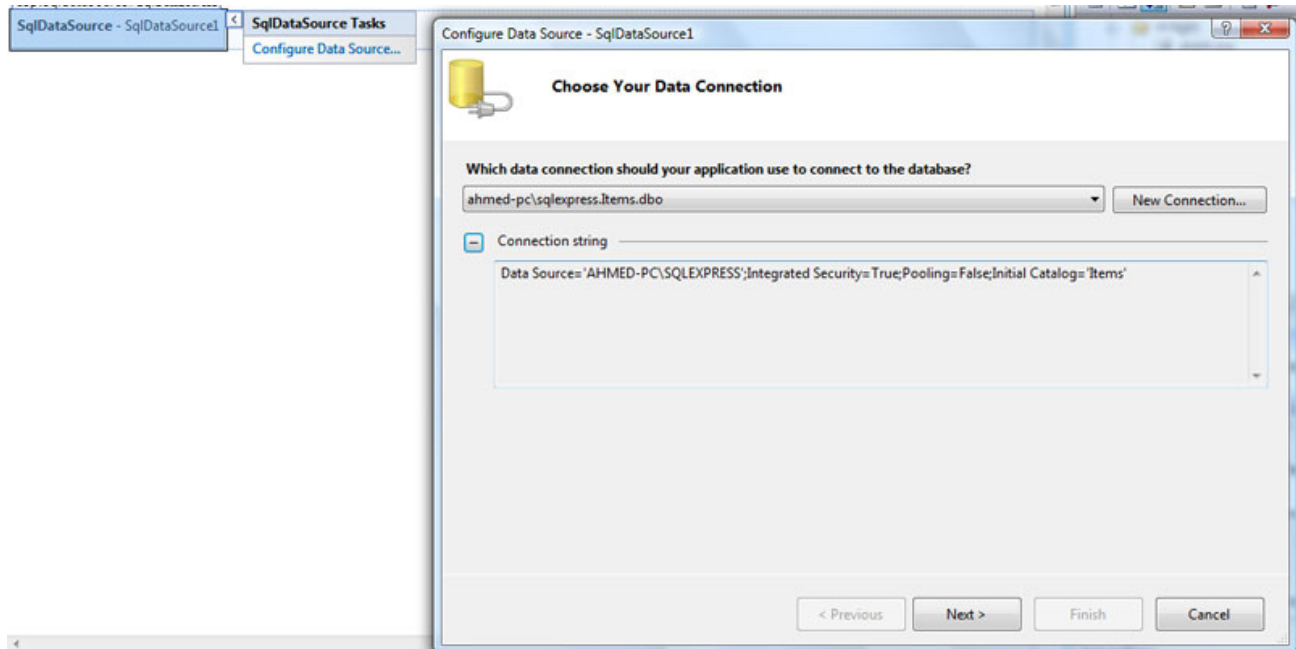 SqlDataSource - SqlDataSource1
SqlDataSource Tasks
Configure Data Source...
Configure Data Source - SqlDataSource1
Choose Your Data Connection
Which data connection should your application use to connect to the database?
ahmed-pc\sqlexpress.Items.dbo
New Connection...
Connection string
Data Source='AHMED-PC\SQLEXPRESS';Integrated Security=True;Pooling=False;Initial Catalog='Items'
< Previous
Next >
Finish
Cancel